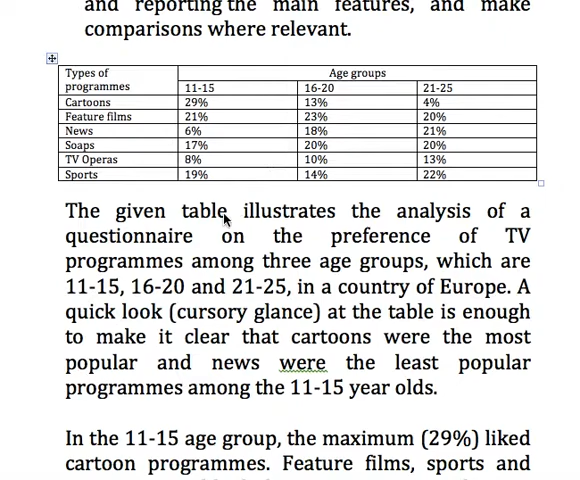 and reporting the main features, and make
comparisons where relevant.
Types of programmes Age groups
11-15 16-20 21-25
Cartoons 29% 13% 4%
Feature films 21% 23% 20%
News 6% 18% 21%
Soaps 17% 20% 20%
TV Operas 8% 10% 13%
Sports 19% 14% 22%
The given table illustrates the analysis of a
questionnaire on the preference of TV
programmes among three age groups, which are
11-15, 16-20 and 21-25, in a country of Europe. A
quick look (cursory glance) at the table is enough
to make it clear that cartoons were the most
popular and news were the least popular
programmes among the 11-15 year olds.
In the 11-15 age group, the maximum (29%) liked
cartoon programmes. Feature films, sports and